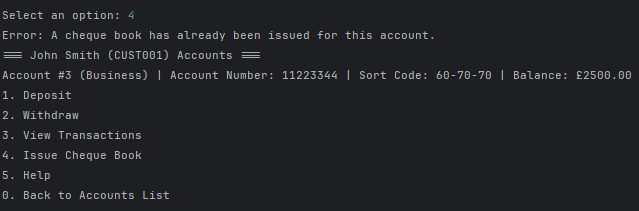 Select an option: 4
Error: A cheque book has already been issued for this account.
=== John Smith (CUST001) Accounts ===
Account #3 (Business) | Account Number: 11223344 | Sort Code: 60-70-70 | Balance: £2500.00
1. Deposit
2. Withdraw
3. View Transactions
4. Issue Cheque Book
5. Help
0. Back to Accounts List